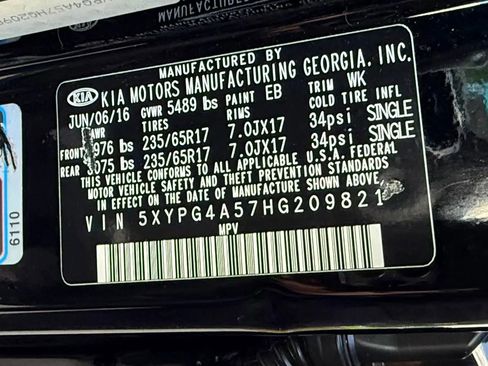 MANUFACTURED BY
KIA KIA MOTORS MANUFACTURING GEORGIA, INC.
JUN/06/16 GVWR 5489 lbs PAINT EB TRIM WK
TIRES RIMS COLD TIRE INFL.
FRONT lbs 235/65R17 7.0JX17 34psi SINGLE
REAR lbs 235/65R17 7.0JX17 34psi SINGLE
THIS VEHICLE CONFORMS TO ALL APPLICABLE U.S.A. FEDERAL
MOTOR VEHICLE SAFETY AND THEFT PREVENTION STANDARDS
IN EFFECT ON THE DATE OF MANUFACTURE SHOWN ABOVE.
VIN 5XYPG4A57HG209821
MPV
6110